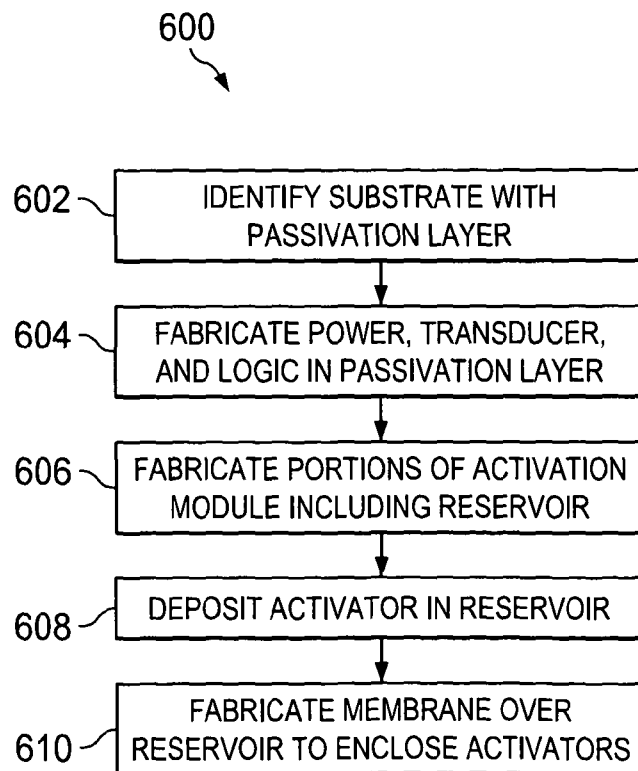 600
602
IDENTIFY SUBSTRATE WITH
PASSIVATION LAYER
604
FABRICATE POWER, TRANSDUCER,
AND LOGIC IN PASSIVATION LAYER
606
FABRICATE PORTIONS OF ACTIVATION
MODULE INCLUDING RESERVOIR
608
DEPOSIT ACTIVATOR IN RESERVOIR
610
FABRICATE MEMBRANE OVER
RESERVOIR TO ENCLOSE ACTIVATORS